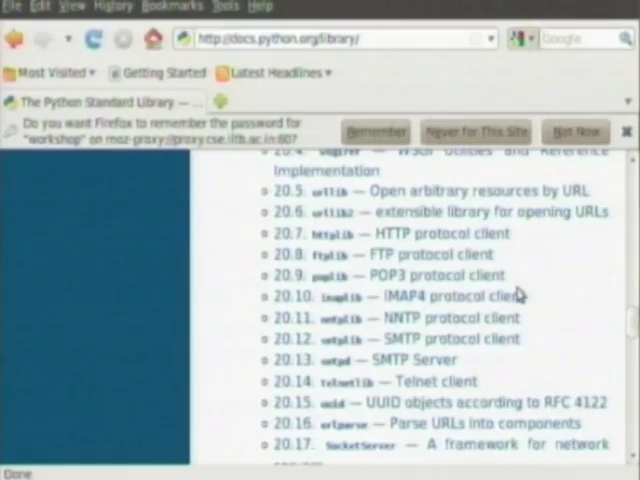 File Edit View History Bookmarks Tools Help
http://docs.python.org/library/
Google
Most Visited Getting Started Latest Headlines
The Python Standard Library — ...
Do you want Firefox to remember the password for
"workshop" on moz-proxy://proxy.cse.iitb.ac.in:80?
Remember Never for This Site Not Now
20.4. wsgiref — WSGI Utilities and Reference
Implementation
20.5. urllib — Open arbitrary resources by URL
20.6. urllib2 — extensible library for opening URLs
20.7. httplib — HTTP protocol client
20.8. ftplib — FTP protocol client
20.9. poplib — POP3 protocol client
20.10. imaplib — IMAP4 protocol client
20.11. nntplib — NNTP protocol client
20.12. smtplib — SMTP protocol client
20.13. smtpd — SMTP Server
20.14. telnetlib — Telnet client
20.15. uuid — UUID objects according to RFC 4122
20.16. urlparse — Parse URLs into components
20.17. SocketServer — A framework for network
Done